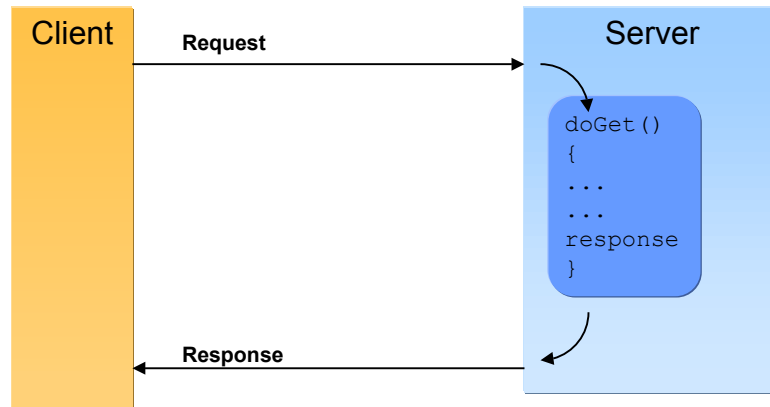 Client
Server
Request
doGet()
{
...
...
response
}
Response